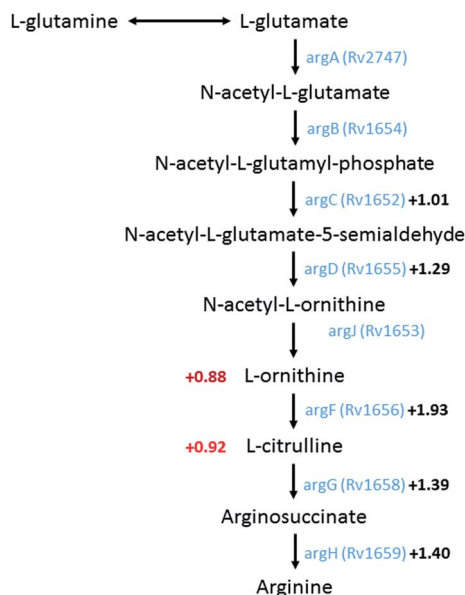 L-glutamine L-glutamate
argA (Rv2747)
N-acetyl-L-glutamate
argB (Rv1654)
N-acetyl-L-glutamyl-phosphate
argC (Rv1652) +1.01
N-acetyl-L-glutamate-5-semialdehyde
argD (Rv1655) +1.29
N-acetyl-L-ornithine
argJ (Rv1653)
+0.88 L-ornithine
argF (Rv1656) +1.93
+0.92 L-citrulline
argG (Rv1658) +1.39
Arginosuccinate
argH (Rv1659) +1.40
Arginine